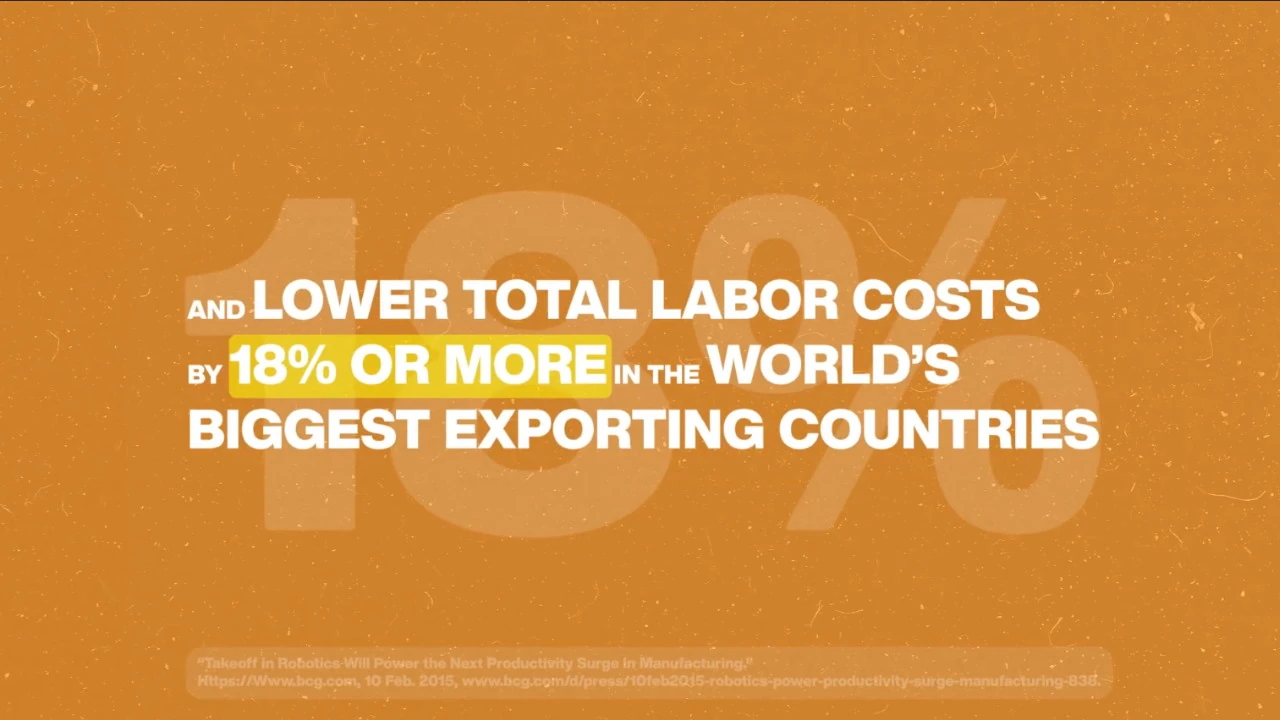 18%
AND LOWER TOTAL LABOR COSTS
BY 18% OR MORE IN THE WORLD'S
BIGGEST EXPORTING COUNTRIES
“Takeoff in Robotics Will Power the Next Productivity Surge in Manufacturing.”
Https://Www.bcg.com, 10 Feb. 2015, www.bcg.com/d/press/10feb2015-robotics-power-productivity-surge-manufacturing-838.